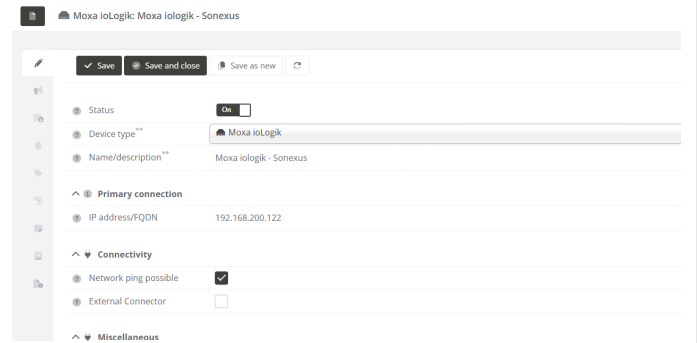 Moxa ioLogik: Moxa iologik - Sonexus
Save
Save and close
Save as new
Status
On
Device type**
Moxa ioLogik
Name/description**
Moxa iologik - Sonexus
1 Primary connection
IP address/FQDN
192.168.200.122
Connectivity
Network ping possible
External Connector
Miscellaneous